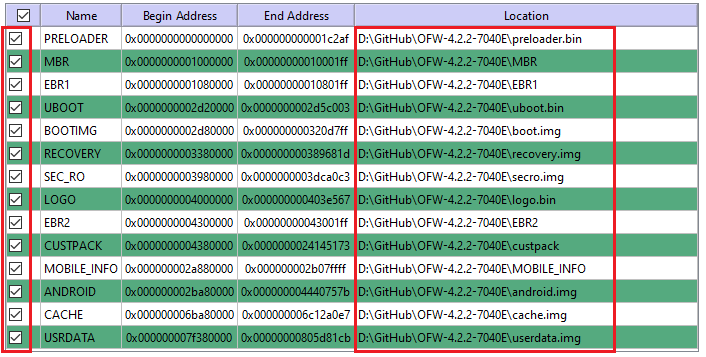 Name Begin Address End Address Location
PRELOADER 0x0000000000000000 0x000000000001c2af D:\GitHub\OFW-4.2.2-7040E\preloader.bin
MBR 0x0000000001000000 0x00000000010001ff D:\GitHub\OFW-4.2.2-7040E\MBR
EBR1 0x0000000001080000 0x00000000010801ff D:\GitHub\OFW-4.2.2-7040E\EBR1
UBOOT 0x0000000002d20000 0x0000000002d5c003 D:\GitHub\OFW-4.2.2-7040E\uboot.bin
BOOTIMG 0x0000000002d80000 0x000000000320d7ff D:\GitHub\OFW-4.2.2-7040E\boot.img
RECOVERY 0x0000000003380000 0x000000000389681d D:\GitHub\OFW-4.2.2-7040E\recovery.img
SEC_RO 0x0000000003980000 0x0000000003dca0c3 D:\GitHub\OFW-4.2.2-7040E\secro.img
LOGO 0x0000000004000000 0x000000000403e567 D:\GitHub\OFW-4.2.2-7040E\logo.bin
EBR2 0x0000000004300000 0x00000000043001ff D:\GitHub\OFW-4.2.2-7040E\EBR2
CUSTPACK 0x0000000004380000 0x0000000024145173 D:\GitHub\OFW-4.2.2-7040E\custpack
MOBILE_INFO 0x000000002a880000 0x000000002b07ffff D:\GitHub\OFW-4.2.2-7040E\MOBILE_INFO
ANDROID 0x000000002ba80000 0x000000004440757b D:\GitHub\OFW-4.2.2-7040E\android.img
CACHE 0x000000006ba80000 0x000000006c12a0e7 D:\GitHub\OFW-4.2.2-7040E\cache.img
USRDATA 0x000000007f380000 0x00000000805d81cb D:\GitHub\OFW-4.2.2-7040E\userdata.img